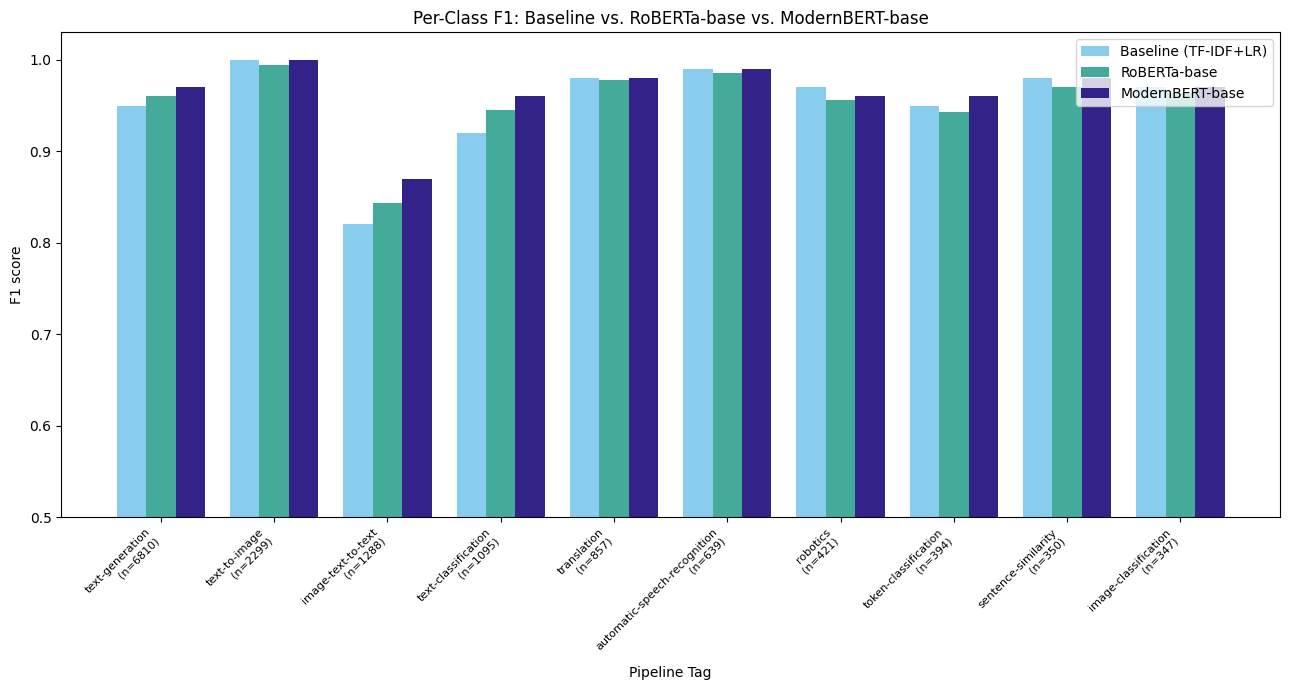 Per-Class F1: Baseline vs. RoBERTa-base vs. ModernBERT-base
Baseline (TF-IDF+LR)
RoBERTa-base
ModernBERT-base
F1 score
1.0
0.9
0.8
0.7
0.6
0.5
text-generation
(n=6810)
text-to-image
(n=2299)
image-text-to-text
(n=1288)
text-classification
(n=1095)
translation
(n=857)
automatic-speech-recognition
(n=639)
robotics
(n=421)
token-classification
(n=394)
sentence-similarity
(n=350)
image-classification
(n=347)
Pipeline Tag